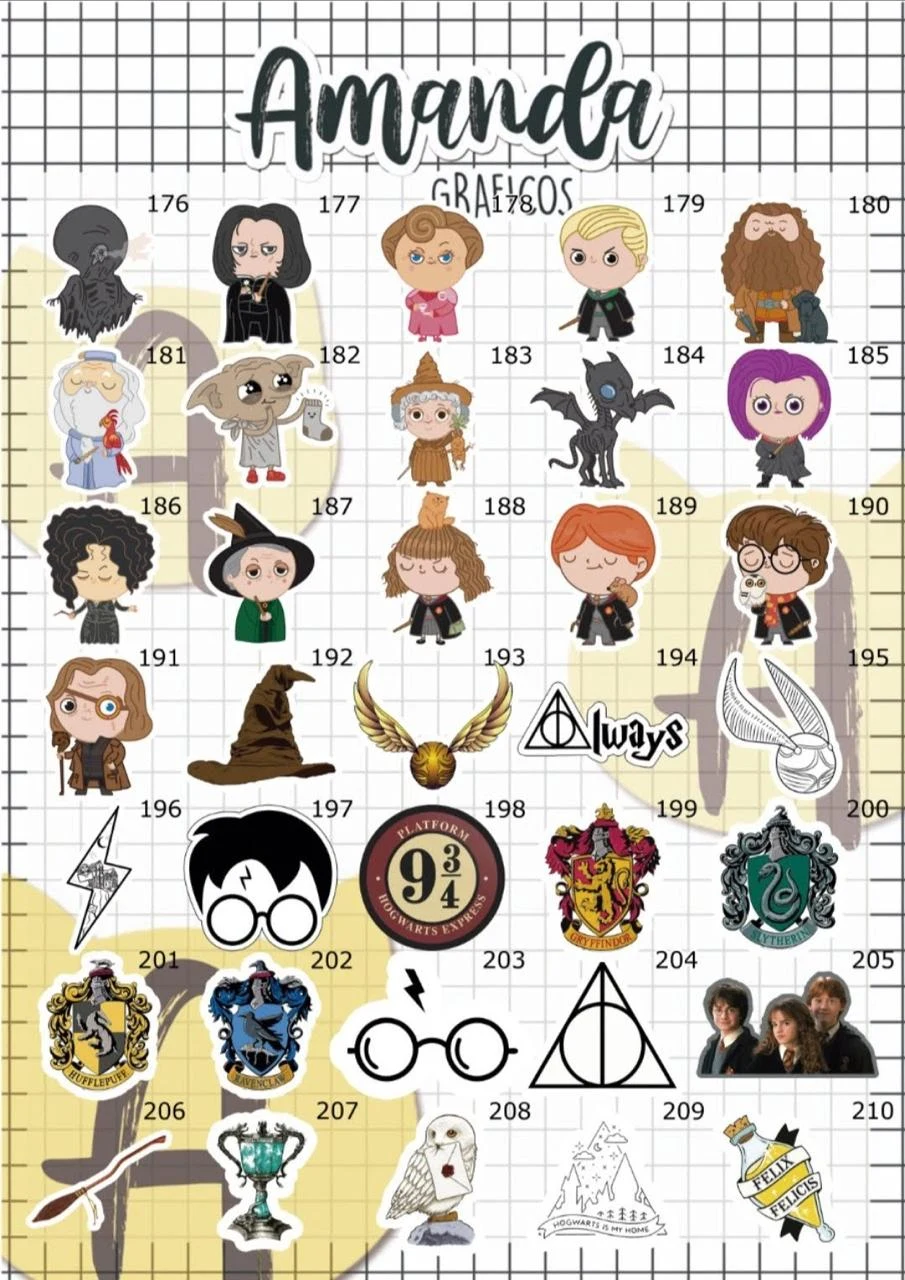 Amanda
GRAFICOS
176 177 178 179 180
181 182 183 184 185
186 187 188 189 190
191 192 193 194 195
lways
196 197 198 199 200
PLATFORM
9 3/4
HOGWARTS EXPRESS
GRYFFINDOR
SLYTHERIN
201 202 203 204 205
HUFFLEPUFF
RAVENCLAW
206 207 208 209 210
HOGWARTS IS MY HOME
FELIX
FELICIS